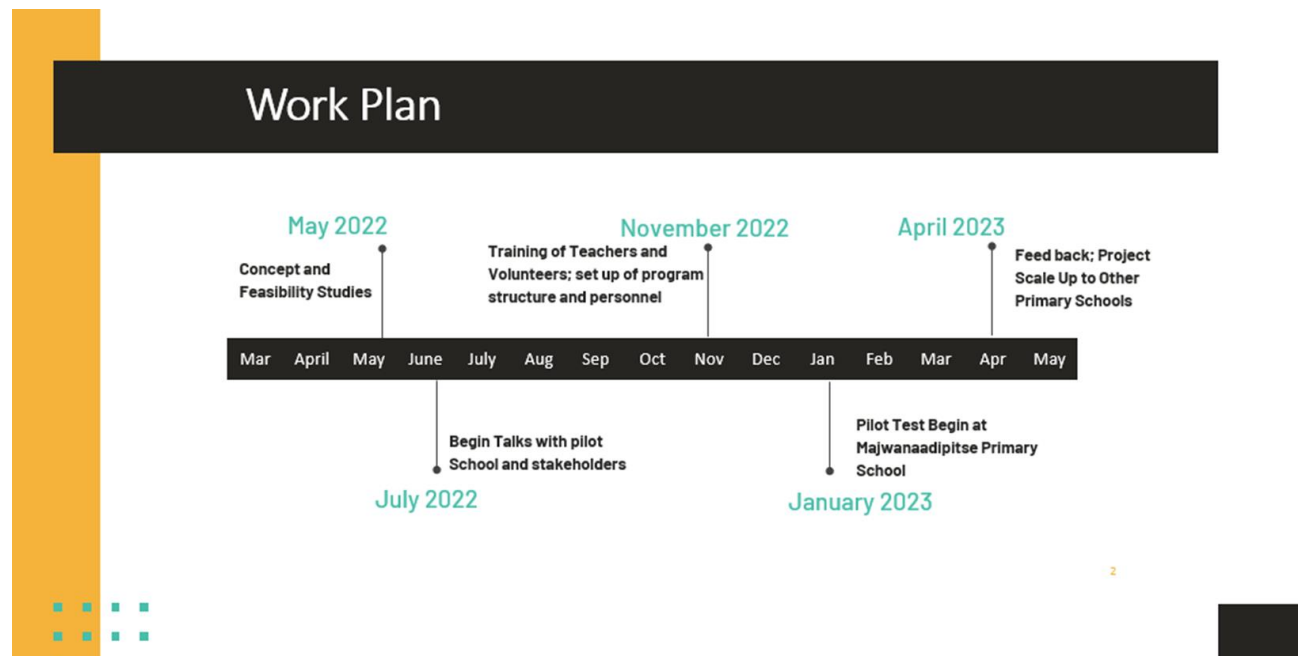 Work Plan
May 2022
November 2022
April 2023
Concept and
Feasibility Studies
Training of Teachers and
Volunteers; set up of program
structure and personnel
Feed back; Project
Scale Up to Other
Primary Schools
Mar April May June July Aug Sep Oct Nov Dec Jan Feb Mar Apr May
Begin Talks with pilot
School and stakeholders
July 2022
Pilot Test Begin at
Majwanaadipitse Primary
School
January 2023
2